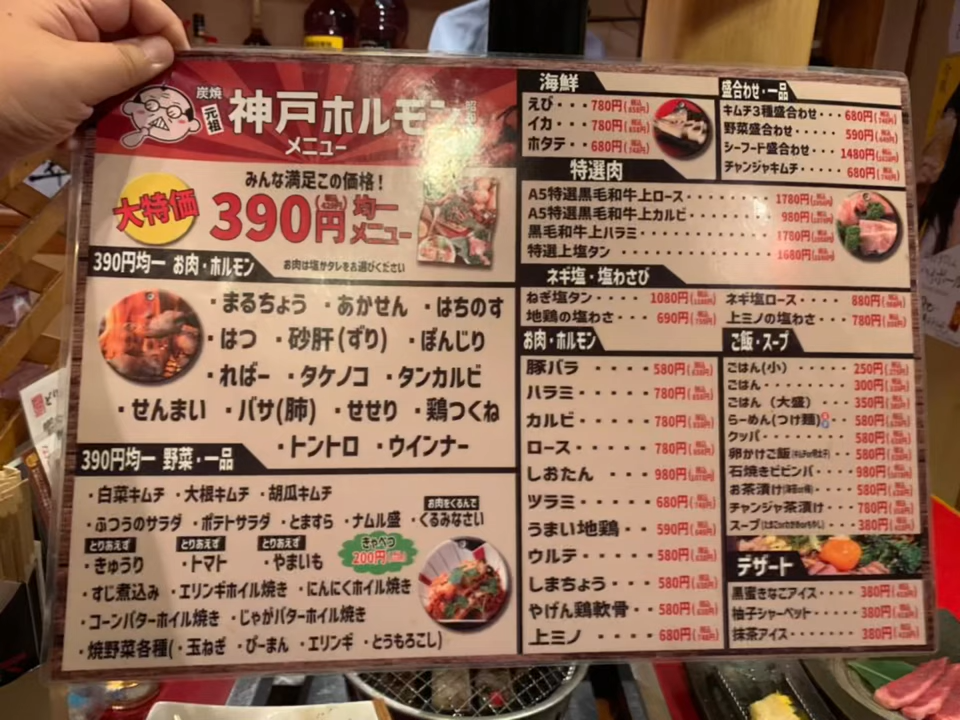 炭焼
元祖
神戸ホルモン
メニュー
大特価
みんな満足この価格！
390円均一メニュー
390円均一 お肉・ホルモン
お肉は塩かタレをお選びください
・まるちょう ・あかせん ・はちのす
・はつ ・砂肝(ずり) ・ぽんじり
・ればー ・タケノコ ・タンカルビ
・せんまい ・バサ(肺) ・せせり ・鶏つくね
・トントロ ・ウインナー
390円均一 野菜・一品
・白菜キムチ ・大根キムチ ・胡瓜キムチ
お肉をくるんで
・ふつうのサラダ ・ポテトサラダ ・とますら ・ナムル盛 ・くるみなさい
とりあえず とりあえず とりあえず
・きゅうり ・トマト ・やまいも
きゃべつ
200円
・すじ煮込み ・エリンギホイル焼き ・にんにくホイル焼き
・コーンバターホイル焼き ・じゃがバターホイル焼き
・焼野菜各種(・玉ねぎ ・ぴーまん ・エリンギ ・とうもろこし)
海鮮
えび・・・780円
イカ・・・780円
ホタテ・・680円
盛合わせ・一品
キムチ3種盛合わせ・・・680円
野菜盛合わせ・・・・・590円
シーフード盛合わせ・・1480円
チャンジャキムチ・・・・680円
特選肉
A5特選黒毛和牛上ロース・・・・・・・1780円
A5特選黒毛和牛上カルビ・・・・・・・980円
黒毛和牛上ハラミ・・・・・・・・・・1780円
特選上塩タン・・・・・・・・・・・・1680円
ネギ塩・塩わさび
ねぎ塩タン・・・・1080円
地鶏の塩わさ・・・690円
ネギ塩ロース・・・・880円
上ミノの塩わさ・・・780円
お肉・ホルモン
豚バラ・・・・・580円
ハラミ・・・・・780円
カルビ・・・・・780円
ロース・・・・・780円
しおたん・・・・980円
ツラミ・・・・・680円
うまい地鶏・・・590円
ウルテ・・・・・580円
しまちょう・・・580円
やげん鶏軟骨・・580円
上ミノ・・・・・680円
ご飯・スープ
ごはん(小)・・・・・・250円
ごはん・・・・・・・・300円
ごはん (大盛)・・・・350円
らーめん(つけ麺)・・580円
クッパ・・・・・・・・580円
卵かけご飯・・580円
石焼きビビンバ・・・980円
お茶漬け・・・580円
チャンジャ茶漬け・・・780円
スープ・・380円
デザート
黒蜜きなこアイス・・・・380円
柚子シャーベット・・・・380円
抹茶アイス・・・・・・・380円